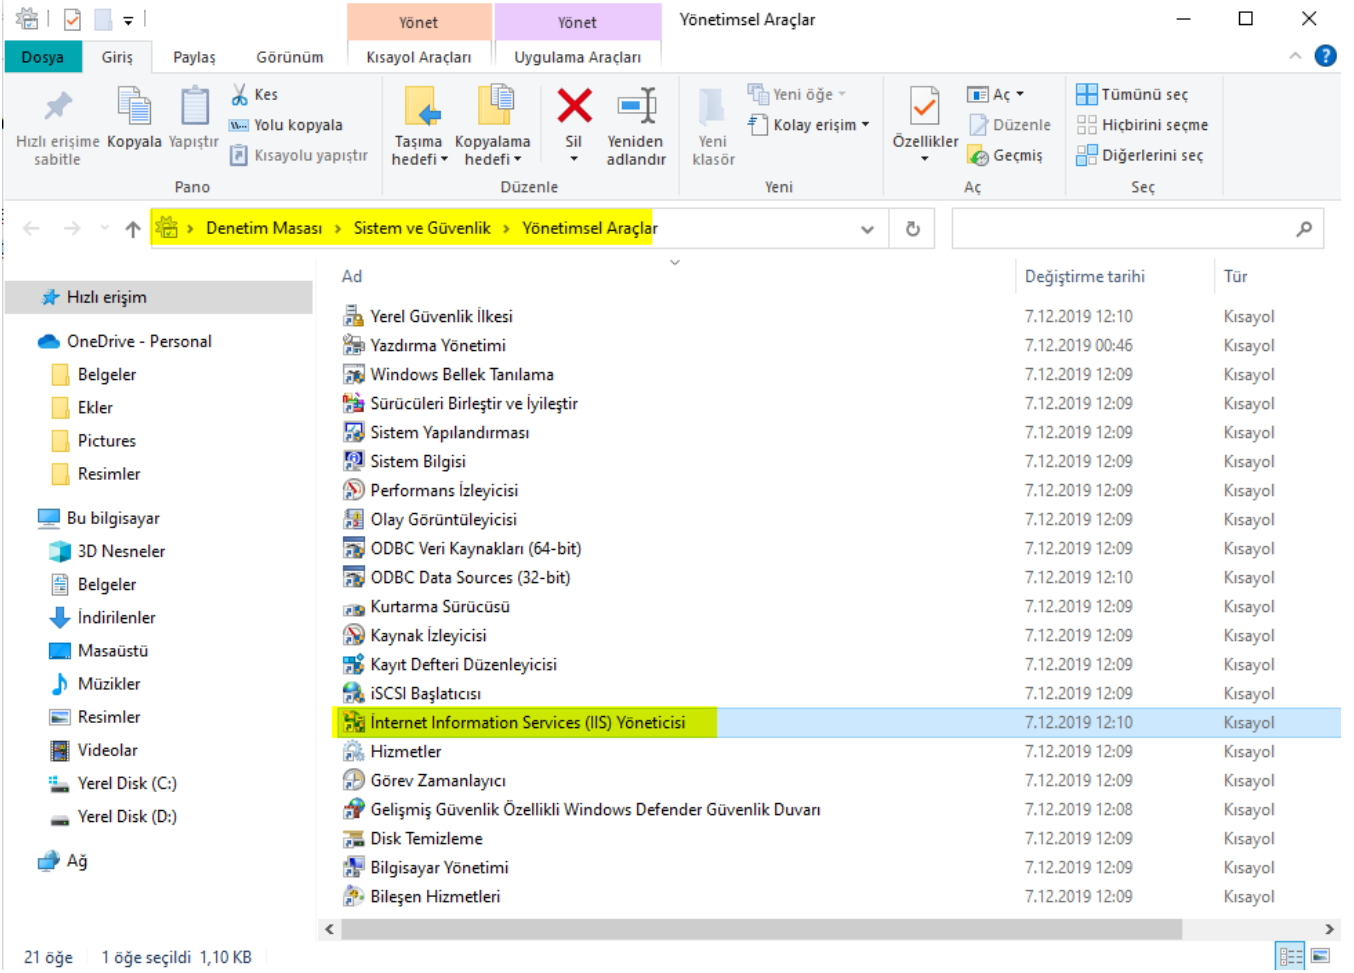 Yönet
Yönet
Yönetimsel Araçlar
Dosya
Giriş
Paylaş
Görünüm
Kısayol Araçları
Uygulama Araçları
Hızlı erişime sabitle
Kopyala
Yapıştır
Kes
Yolu kopyala
Kısayolu yapıştır
Pano
Taşıma hedefi
Kopyalama hedefi
Sil
Yeniden adlandır
Düzenle
Yeni klasör
Yeni öğe
Kolay erişim
Yeni
Özellikler
Aç
Düzenle
Geçmiş
Aç
Tümünü seç
Hiçbirini seçme
Diğerlerini seç
Seç
Denetim Masası > Sistem ve Güvenlik > Yönetimsel Araçlar
Ad
Değiştirme tarihi
Tür
Hızlı erişim
OneDrive - Personal
Belgeler
Ekler
Pictures
Resimler
Bu bilgisayar
3D Nesneler
Belgeler
İndirilenler
Masaüstü
Müzikler
Resimler
Videolar
Yerel Disk (C:)
Yerel Disk (D:)
Ağ
Yerel Güvenlik İlkesi 7.12.2019 12:10 Kısayol
Yazdırma Yönetimi 7.12.2019 00:46 Kısayol
Windows Bellek Tanılama 7.12.2019 12:09 Kısayol
Sürücüleri Birleştir ve İyileştir 7.12.2019 12:09 Kısayol
Sistem Yapılandırması 7.12.2019 12:09 Kısayol
Sistem Bilgisi 7.12.2019 12:09 Kısayol
Performans İzleyicisi 7.12.2019 12:09 Kısayol
Olay Görüntüleyicisi 7.12.2019 12:09 Kısayol
ODBC Veri Kaynakları (64-bit) 7.12.2019 12:09 Kısayol
ODBC Data Sources (32-bit) 7.12.2019 12:10 Kısayol
Kurtarma Sürücüsü 7.12.2019 12:09 Kısayol
Kaynak İzleyicisi 7.12.2019 12:09 Kısayol
Kayıt Defteri Düzenleyicisi 7.12.2019 12:09 Kısayol
iSCSI Başlatıcısı 7.12.2019 12:09 Kısayol
İnternet Information Services (IIS) Yöneticisi 7.12.2019 12:10 Kısayol
Hizmetler 7.12.2019 12:09 Kısayol
Görev Zamanlayıcı 7.12.2019 12:09 Kısayol
Gelişmiş Güvenlik Özellikli Windows Defender Güvenlik Duvarı 7.12.2019 12:08 Kısayol
Disk Temizleme 7.12.2019 12:09 Kısayol
Bilgisayar Yönetimi 7.12.2019 12:09 Kısayol
Bileşen Hizmetleri 7.12.2019 12:09 Kısayol
21 öğe
1 öğe seçildi 1,10 KB